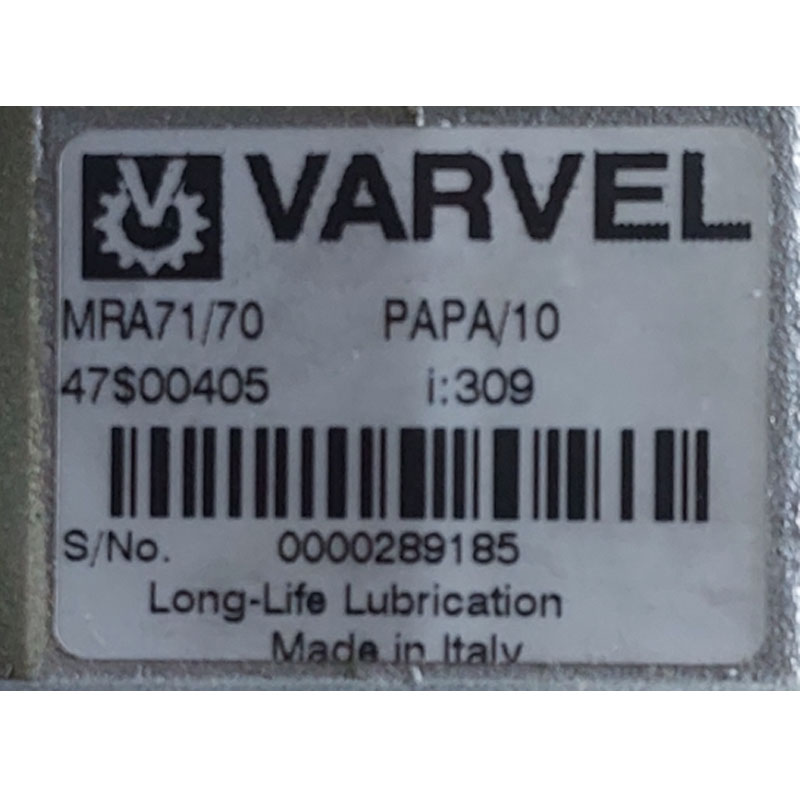 VARVEL
MRA71/70 PAPA/10
47S00405 i:309
S/No. 0000289185
Long-Life Lubrication
Made in Italy